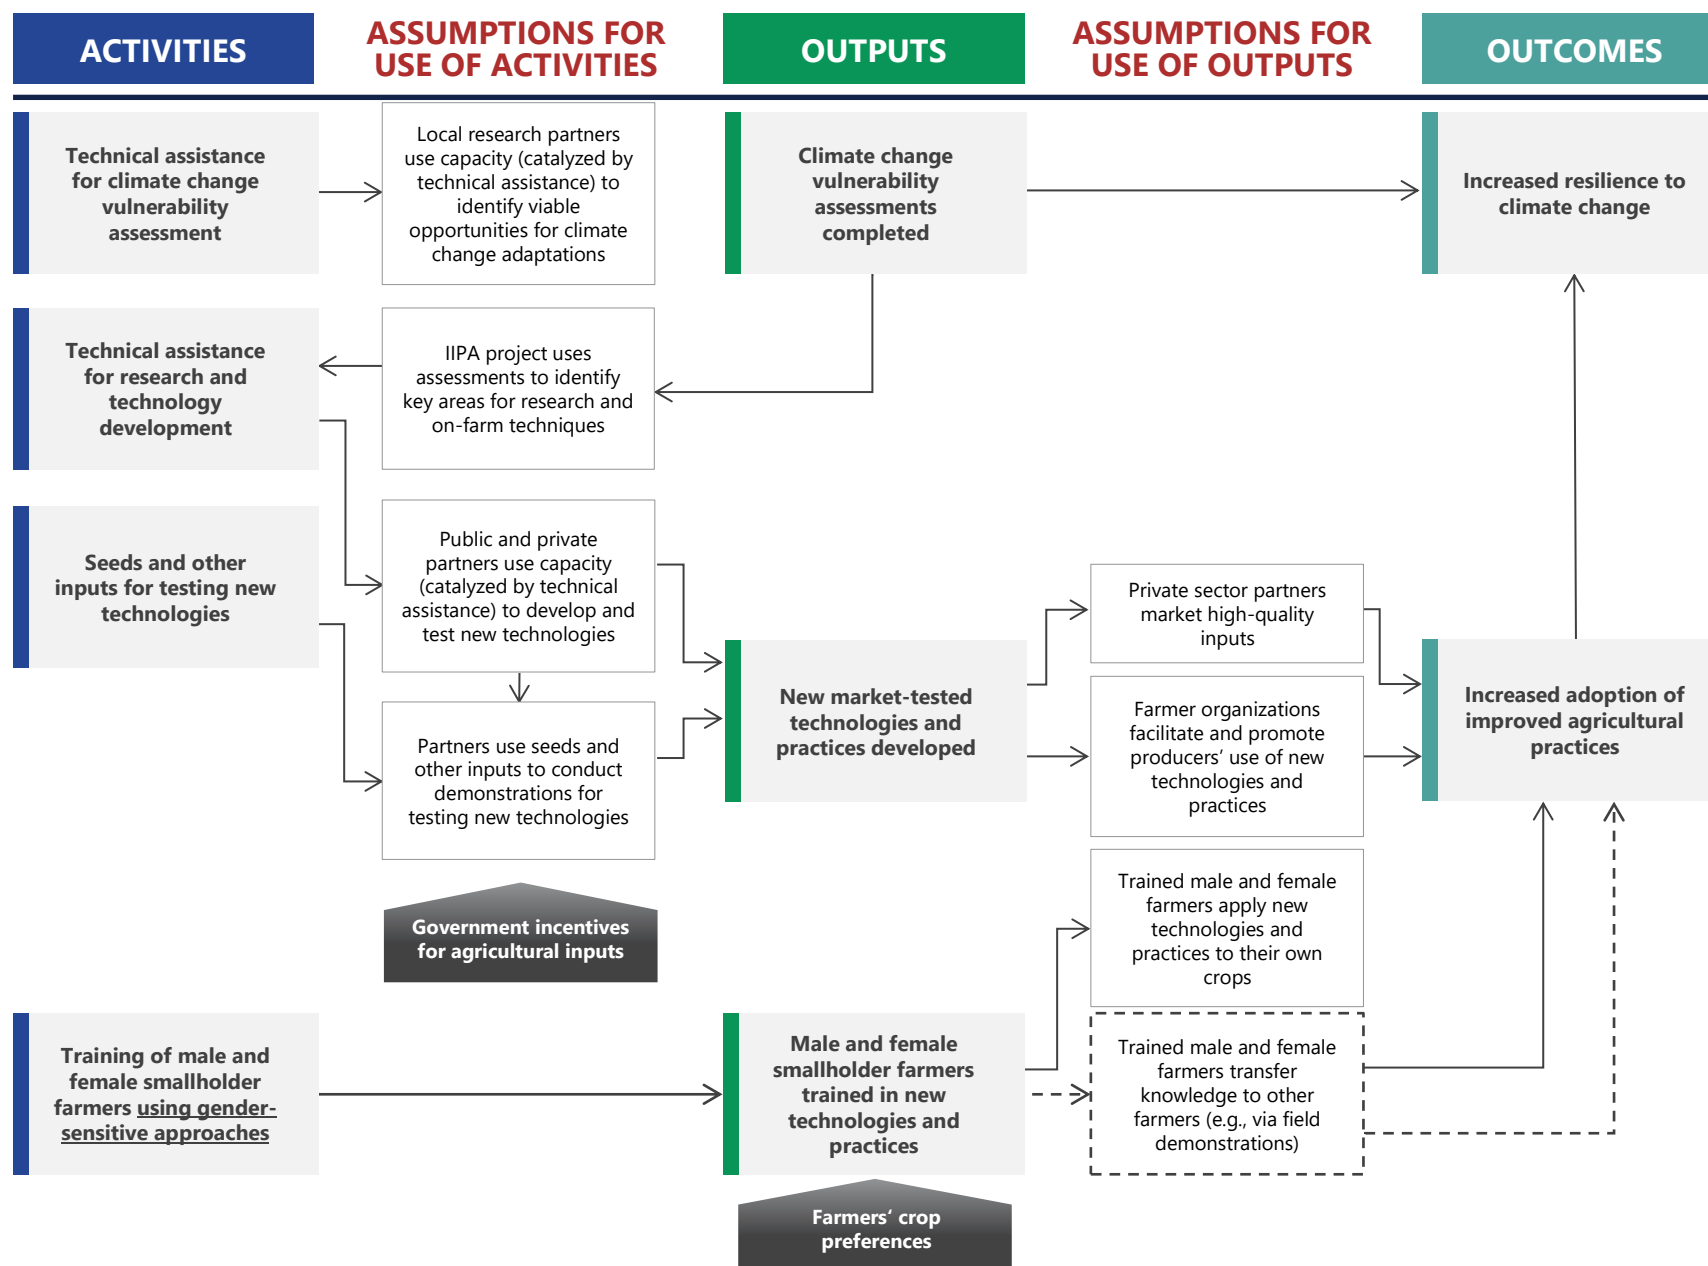 ACTIVITIES
ASSUMPTIONS FOR
USE OF ACTIVITIES
OUTPUTS
ASSUMPTIONS FOR
USE OF OUTPUTS
OUTCOMES
Technical assistance
for climate change
vulnerability
assessment
Local research partners
use capacity (catalyzed by
technical assistance) to
identify viable
opportunities for climate
change adaptations
Climate change
vulnerability
assessments
completed
Increased resilience to
climate change
Technical assistance
for research and
technology
development
IIPA project uses
assessments to identify
key areas for research and
on-farm techniques
Seeds and other
inputs for testing new
technologies
Public and private
partners use capacity
(catalyzed by technical
assistance) to develop and
test new technologies
Partners use seeds and
other inputs to conduct
demonstrations for
testing new technologies
New market-tested
technologies and
practices developed
Private sector partners
market high-quality
inputs
Farmer organizations
facilitate and promote
producers’ use of new
technologies and
practices
Increased adoption of
improved agricultural
practices
Government incentives
for agricultural inputs
Trained male and female
farmers apply new
technologies and
practices to their own
crops
Training of male and
female smallholder
farmers using gender-
sensitive approaches
Male and female
smallholder farmers
trained in new
technologies and
practices
Trained male and female
farmers transfer
knowledge to other
farmers (e.g., via field
demonstrations)
Farmers’ crop
preferences